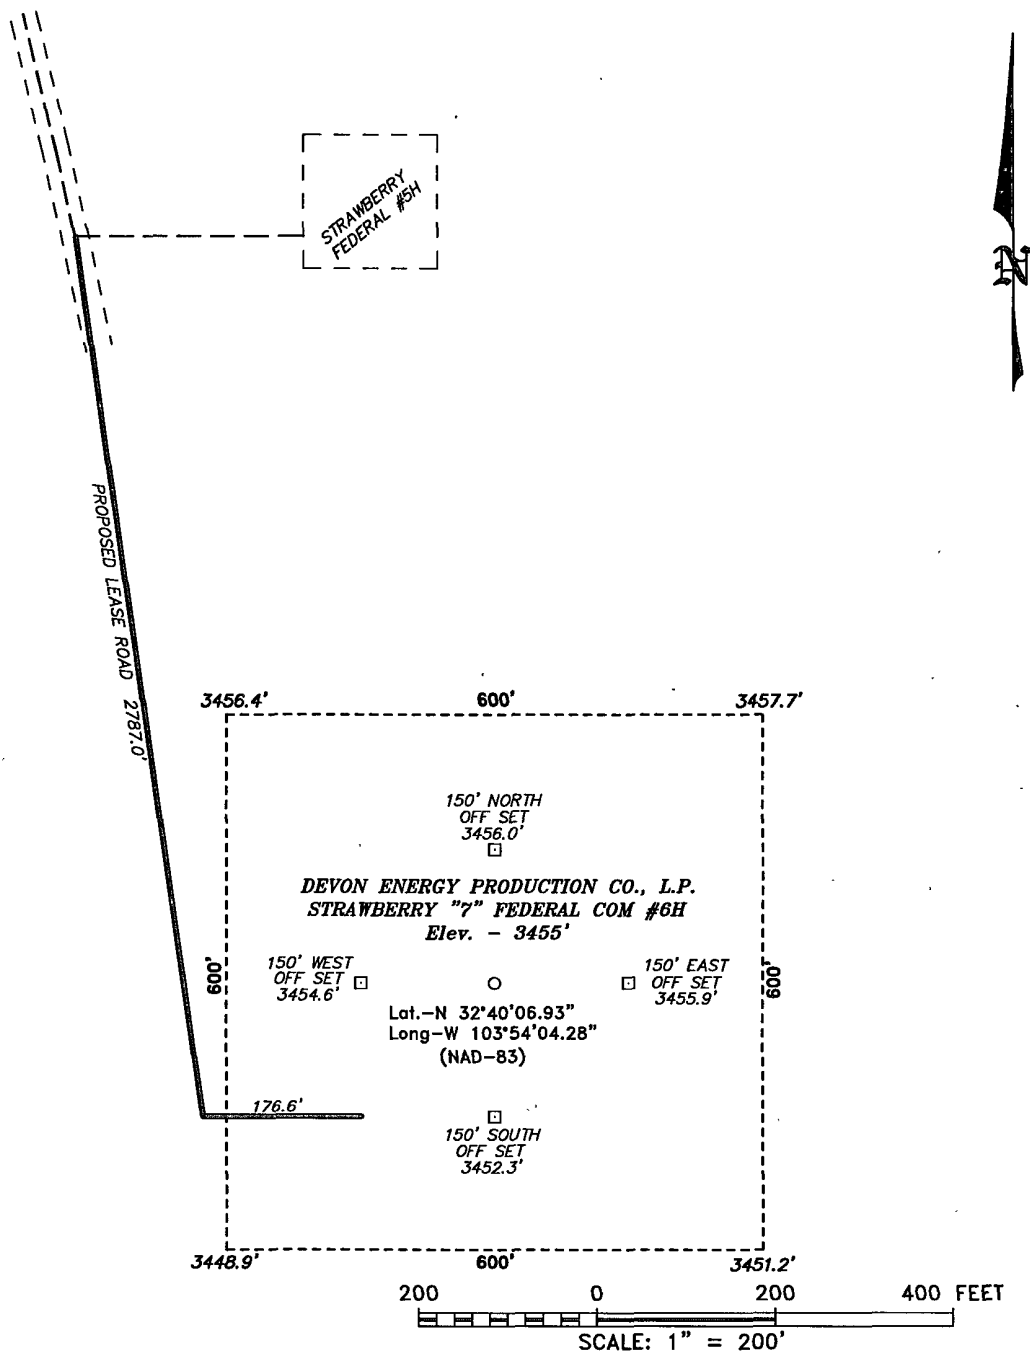 STRAWBERRY
FEDERAL #5H
N
PROPOSED LEASE ROAD 2787.0'
3456.4'
600'
3457.7'
150' NORTH
OFF SET
3456.0'
DEVON ENERGY PRODUCTION CO., L.P.
STRAWBERRY "7" FEDERAL COM #6H
Elev. - 3455'
600'
150' WEST
OFF SET
3454.6'
150' EAST
OFF SET
3455.9'
600'
Lat.-N 32°40'06.93"
Long-W 103°54'04.28"
(NAD-83)
176.6'
150' SOUTH
OFF SET
3452.3'
3448.9'
600'
3451.2'
200 0 200 400 FEET
SCALE: 1" = 200'